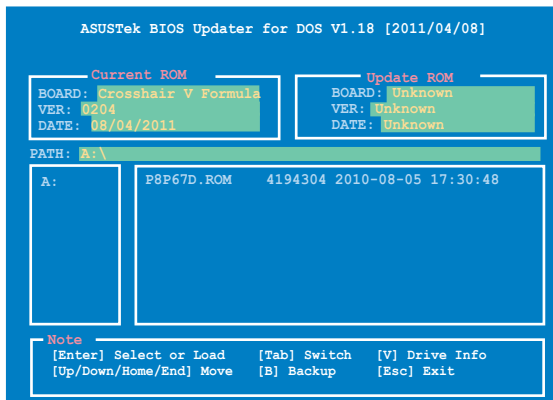 ASUSTek BIOS Updater for DOS V1.18 [2011/04/08]
Current ROM
BOARD: Crosshair V Formula
VER: 0204
DATE: 08/04/2011
Update ROM
BOARD: Unknown
VER: Unknown
DATE: Unknown
PATH: A:\
A:
P8P67D.ROM 4194304 2010-08-05 17:30:48
Note
[Enter] Select or Load [Tab] Switch [V] Drive Info
[Up/Down/Home/End] Move [B] Backup [Esc] Exit